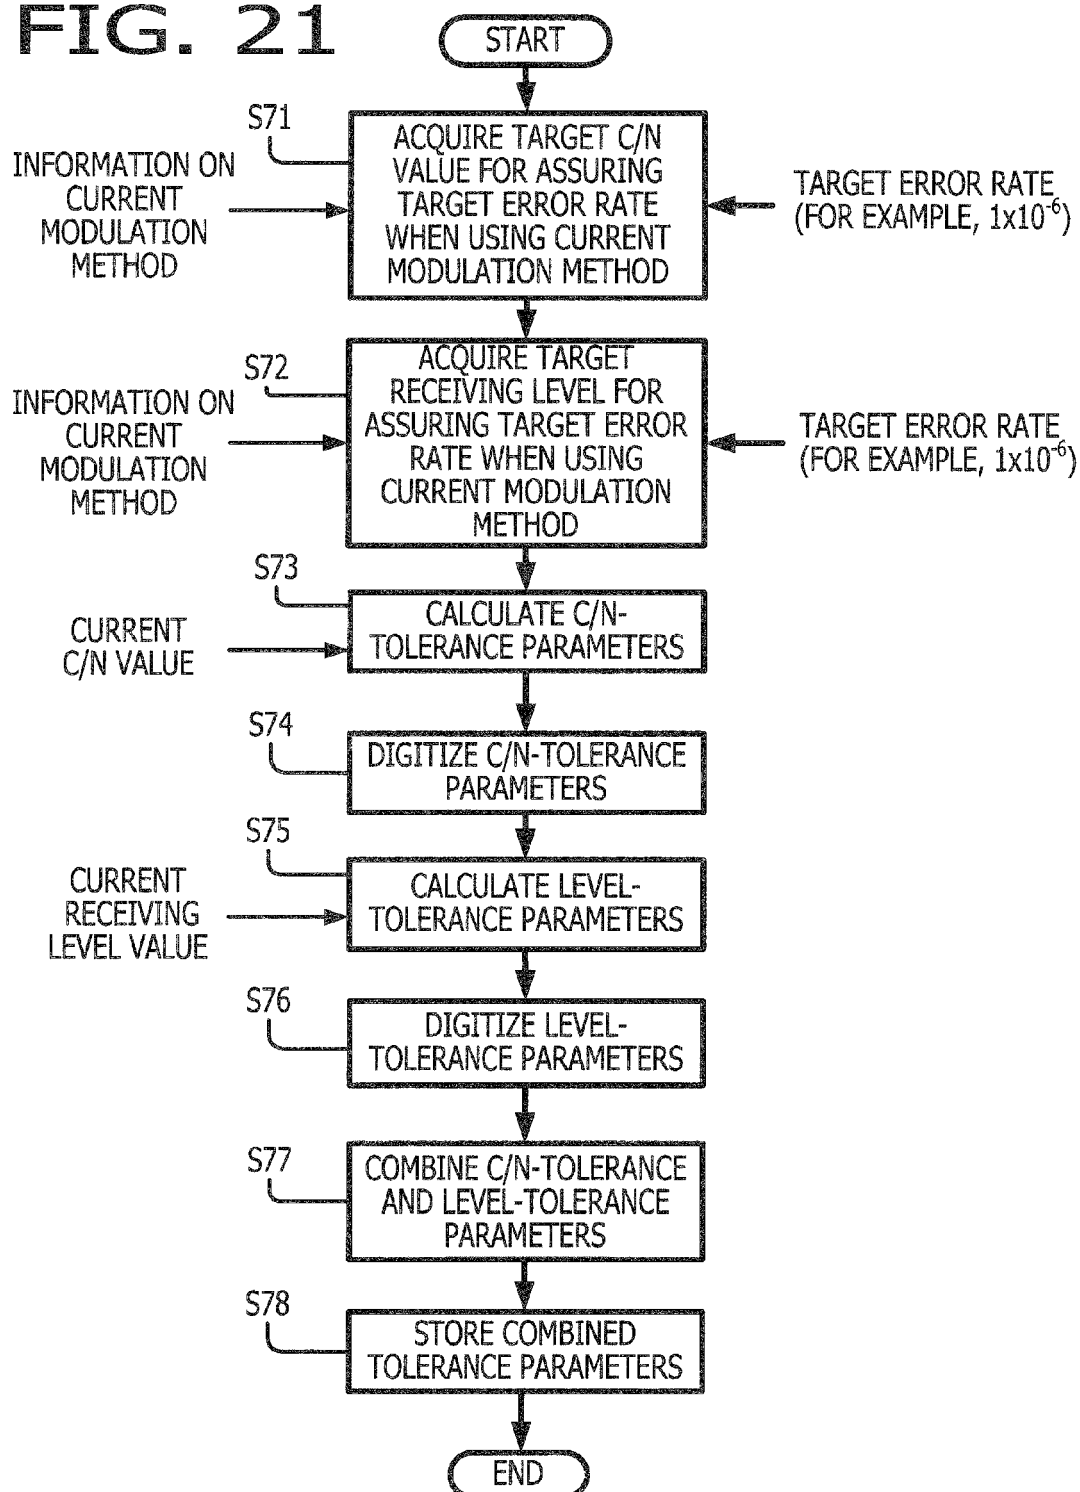 FIG. 21
START
S71
INFORMATION ON
CURRENT
MODULATION
METHOD
ACQUIRE TARGET C/N
VALUE FOR ASSURING
TARGET ERROR RATE
WHEN USING CURRENT
MODULATION METHOD
TARGET ERROR RATE
(FOR EXAMPLE, 1x10⁻⁶)
S72
INFORMATION ON
CURRENT
MODULATION
METHOD
ACQUIRE TARGET
RECEIVING LEVEL FOR
ASSURING TARGET ERROR
RATE WHEN USING
CURRENT MODULATION
METHOD
TARGET ERROR RATE
(FOR EXAMPLE, 1x10⁻⁶)
S73
CURRENT
C/N VALUE
CALCULATE C/N-
TOLERANCE PARAMETERS
S74
DIGITIZE C/N-TOLERANCE
PARAMETERS
S75
CURRENT
RECEIVING
LEVEL VALUE
CALCULATE LEVEL-
TOLERANCE PARAMETERS
S76
DIGITIZE LEVEL-
TOLERANCE PARAMETERS
S77
COMBINE C/N-TOLERANCE
AND LEVEL-TOLERANCE
PARAMETERS
S78
STORE COMBINED
TOLERANCE PARAMETERS
END